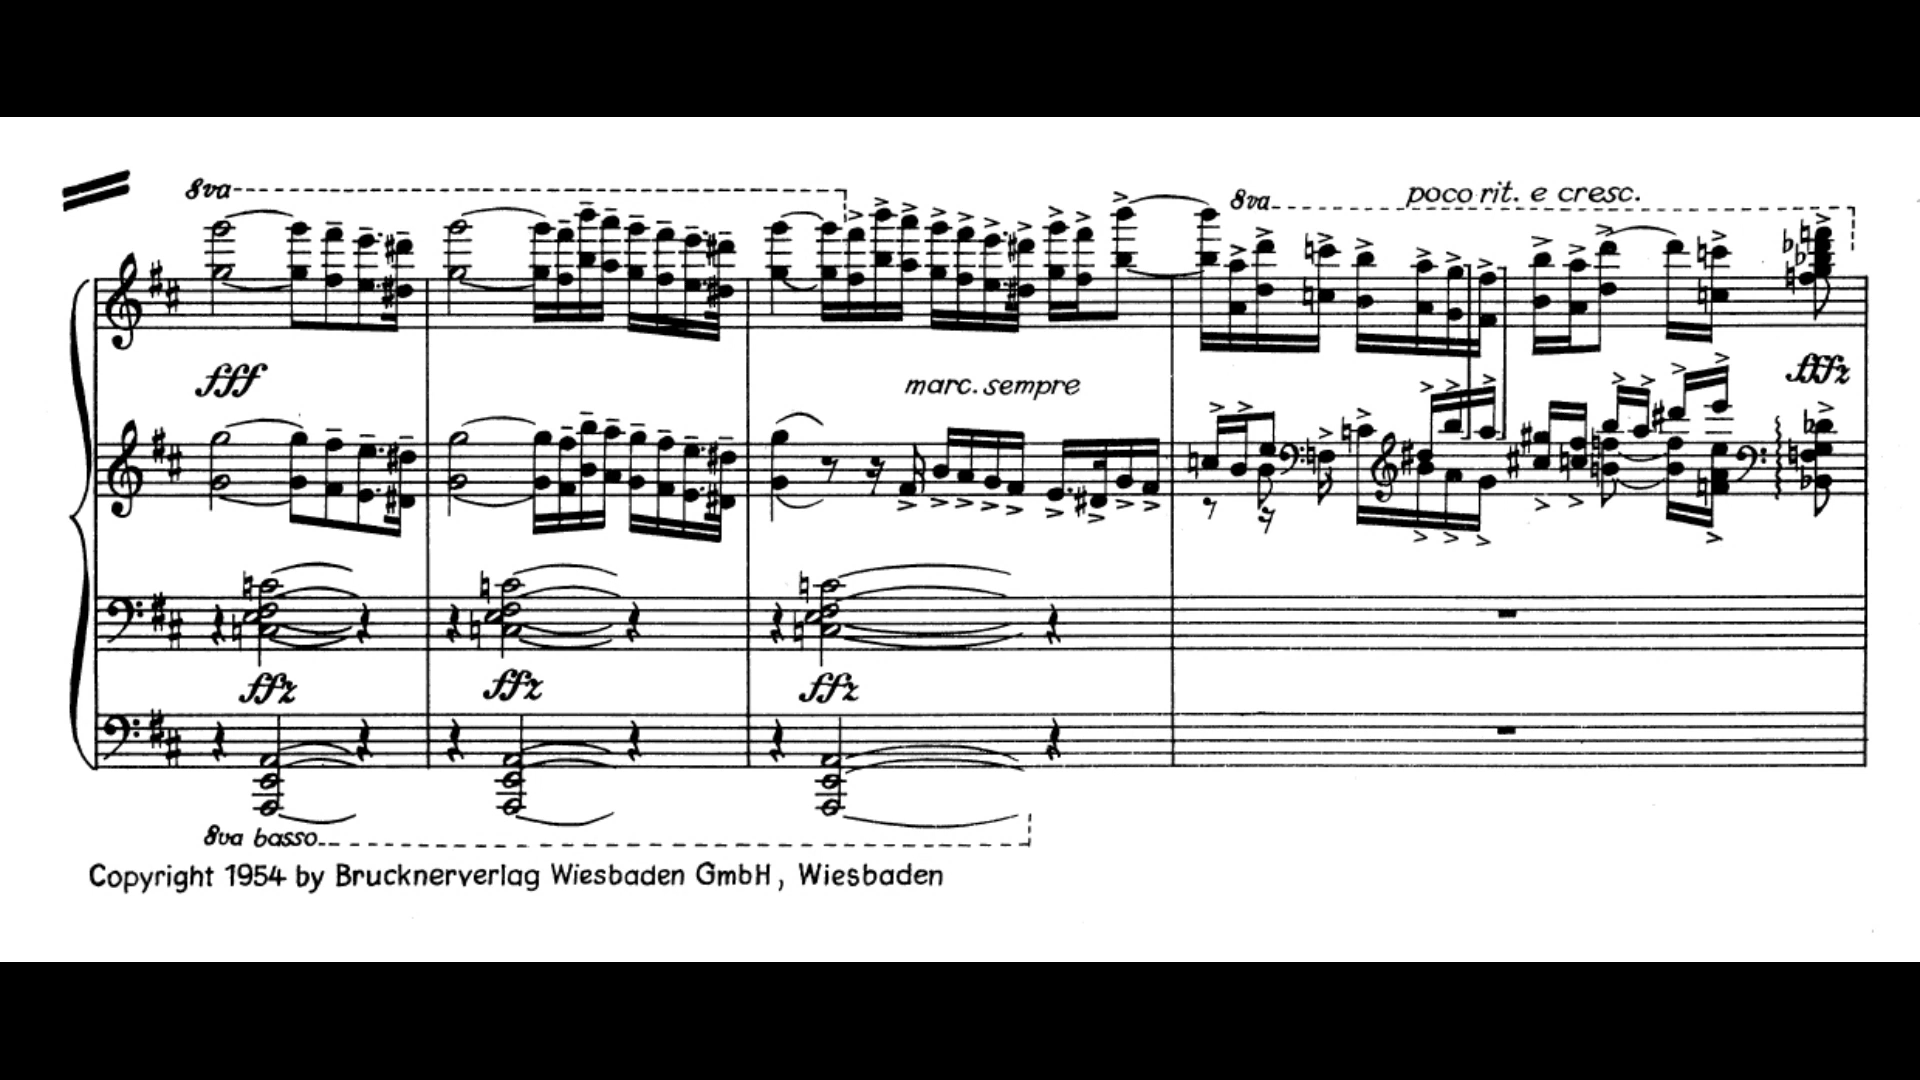 8va
poco rit. e cresc.
8va
fff
marc. sempre
fffz
ffz
ffz
ffz
8va basso
Copyright 1954 by Brucknerverlag Wiesbaden GmbH, Wiesbaden